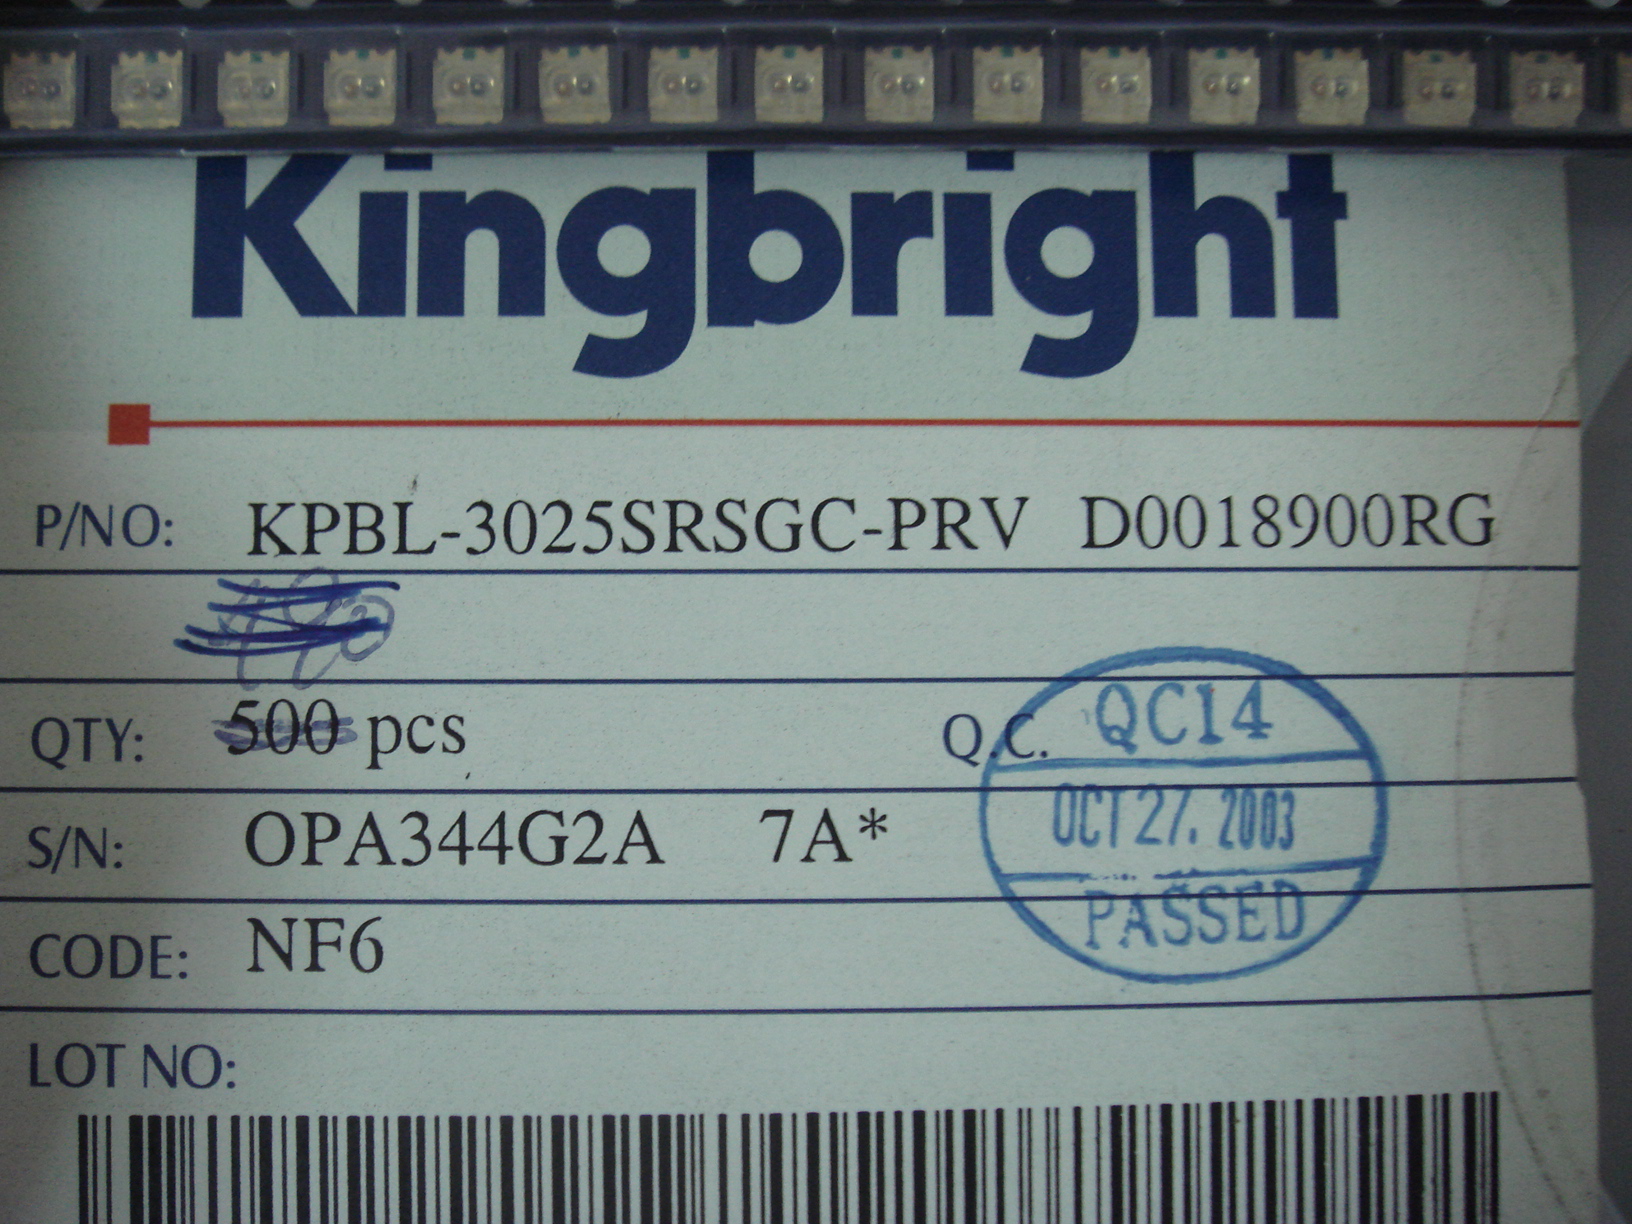 Kingbright
P/NO: KPBL-3025SRSGC-PRV D0018900RG
QTY: 500 pcs
Q.C.
QC14
OCT 27. 2003
PASSED
S/N: OPA344G2A 7A*
CODE: NF6
LOT NO: